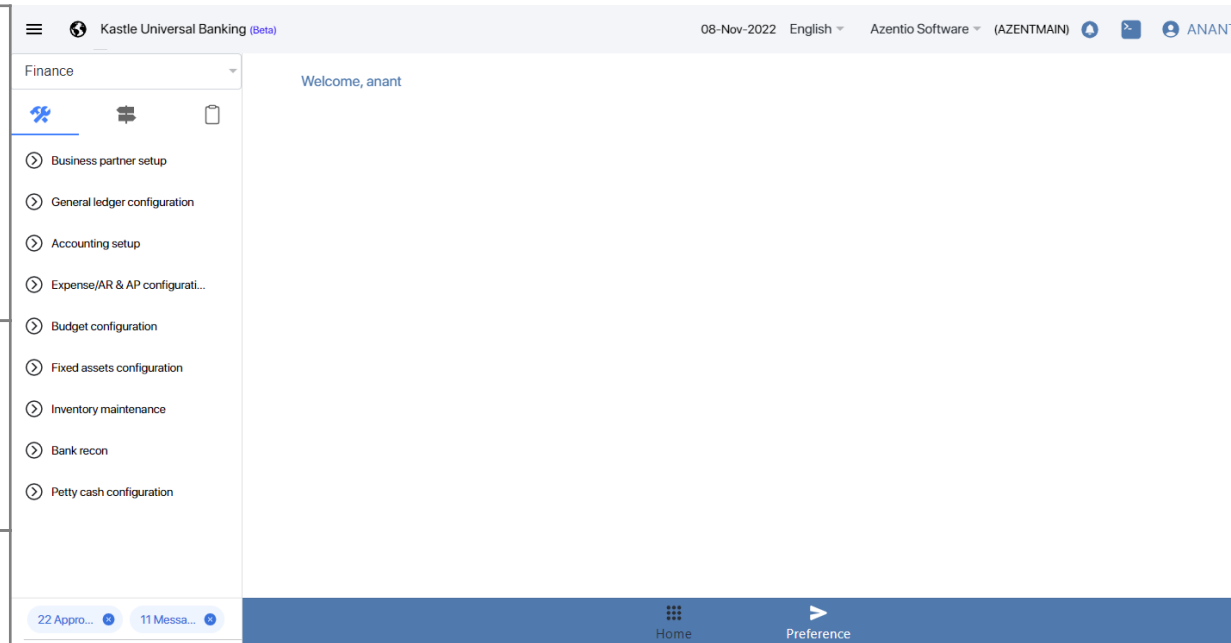 Kastle Universal Banking (Beta) 08-Nov-2022 English Azentio Software (AZENTMAIN) ANANT
Finance
Welcome, anant
Business partner setup
General ledger configuration
Accounting setup
Expense/AR & AP configurati...
Budget configuration
Fixed assets configuration
Inventory maintenance
Bank recon
Petty cash configuration
22 Appro... 11 Messa...
Home Preference